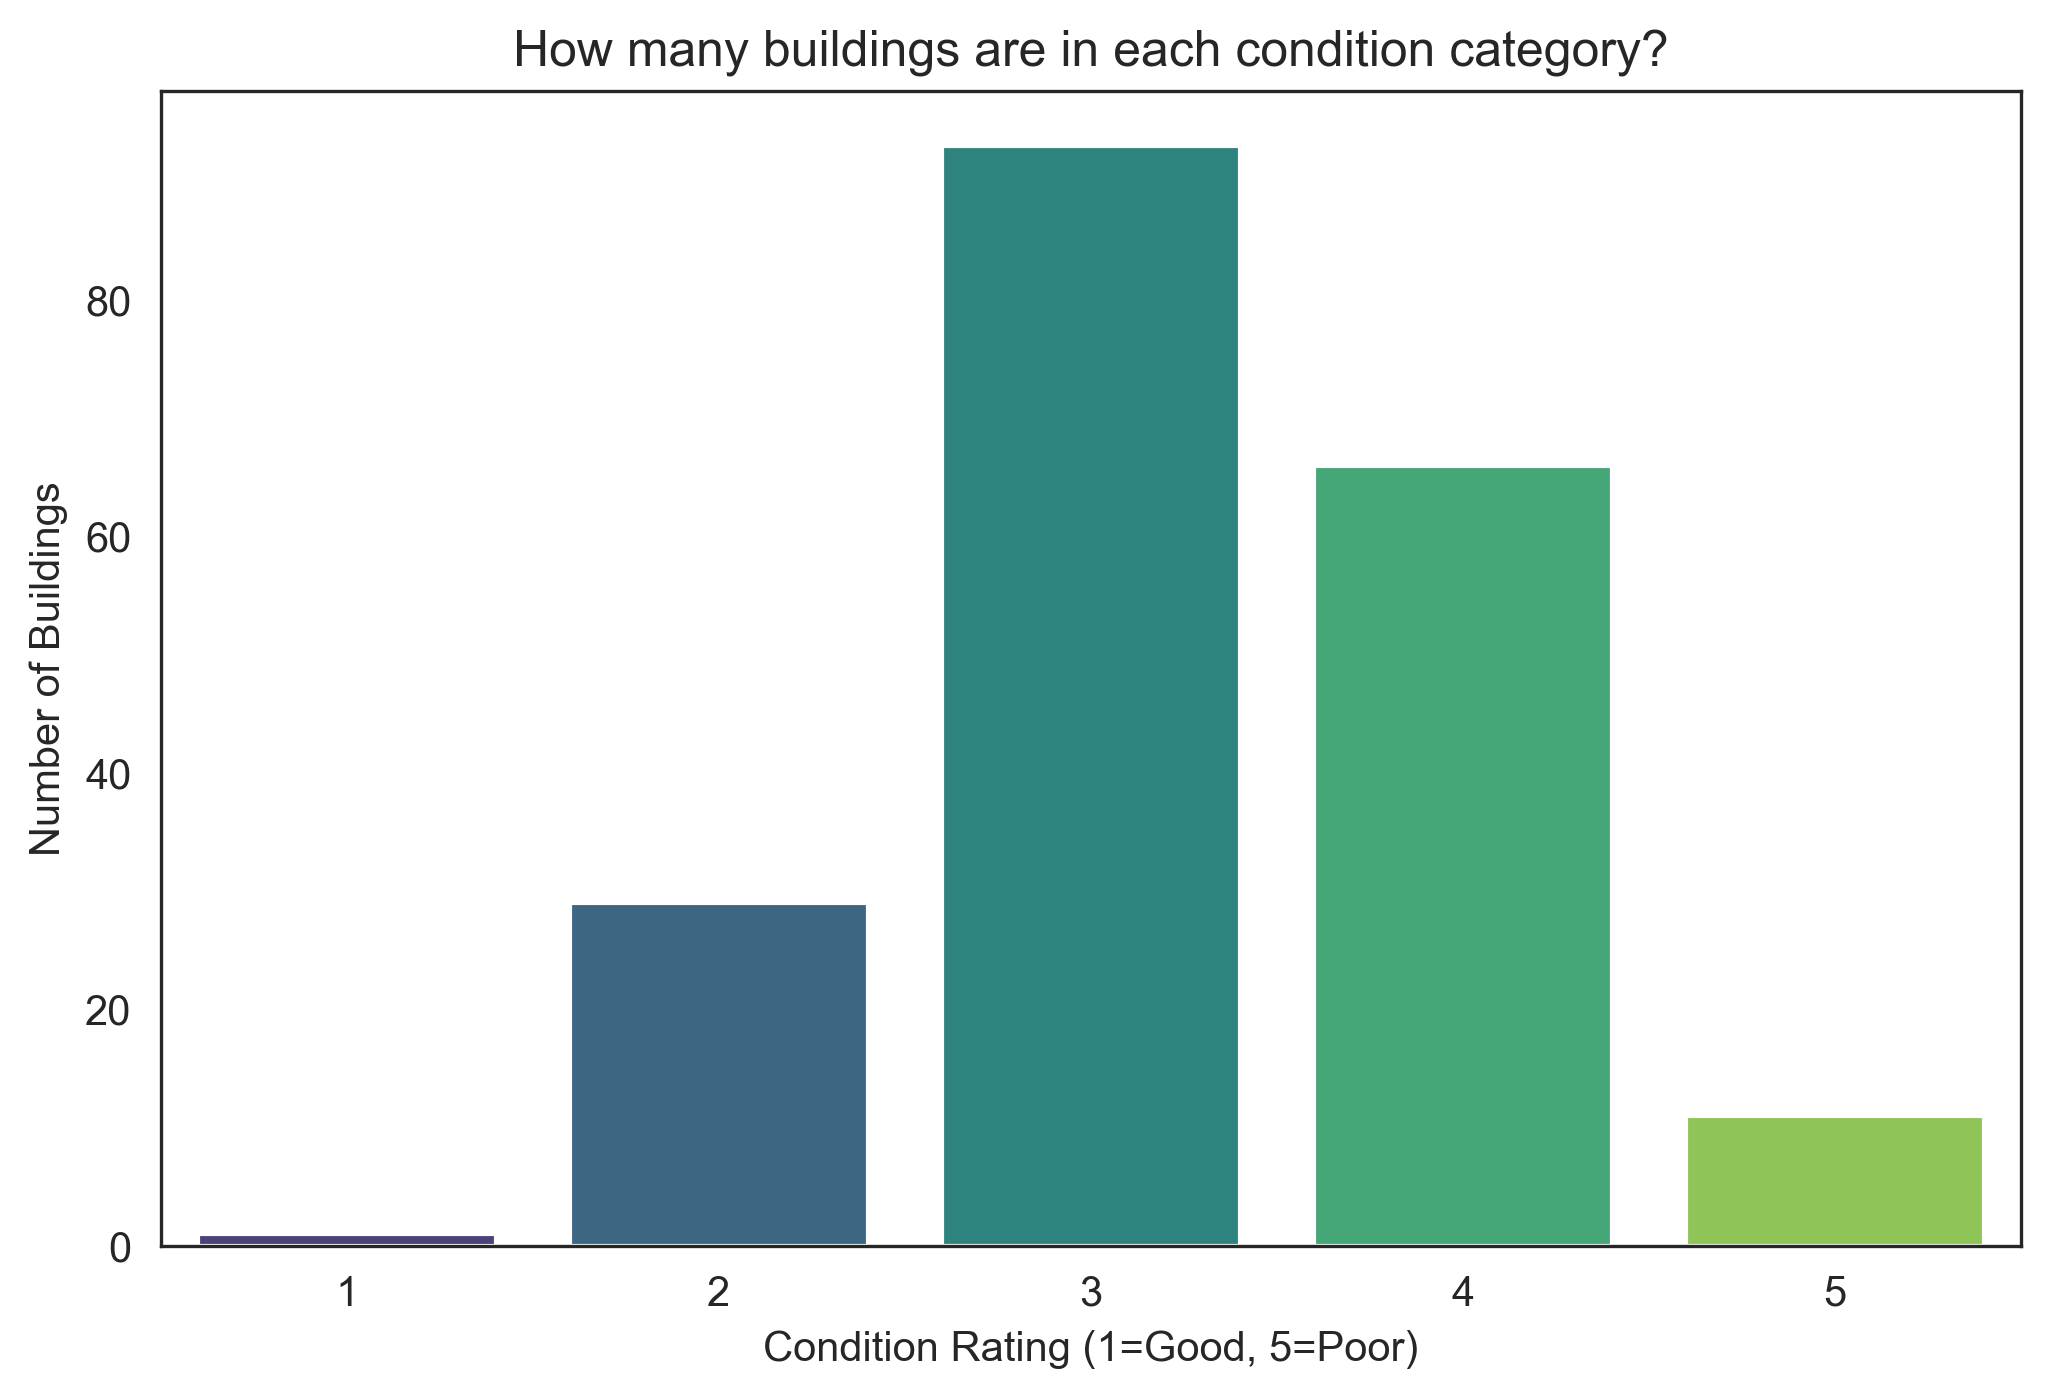 How many buildings are in each condition category?
80
60
40
20
0
Number of Buildings
1 2 3 4 5
Condition Rating (1=Good, 5=Poor)